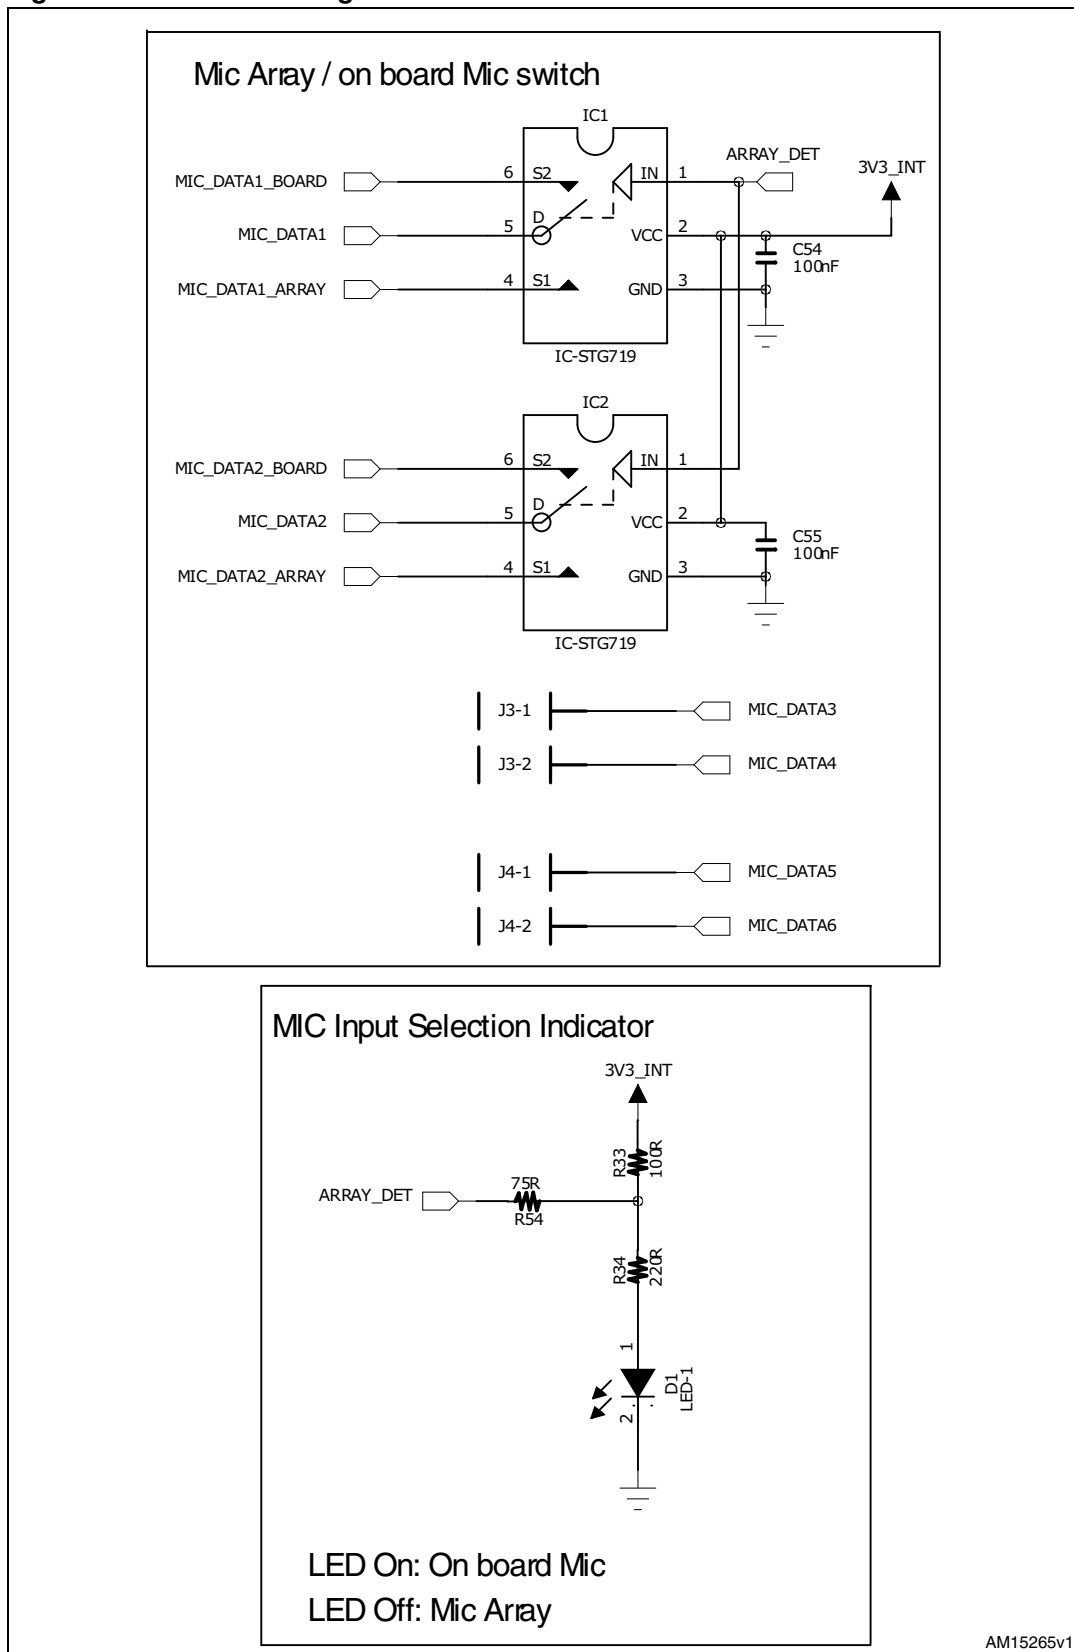 Mic Array / on board Mic switch
IC1
ARRAY_DET
3V3_INT
MIC_DATA1_BOARD 6 S2 IN 1
MIC_DATA1 5 D VCC 2
C54
100nF
MIC_DATA1_ARRAY 4 S1 GND 3
IC-STG719
IC2
MIC_DATA2_BOARD 6 S2 IN 1
MIC_DATA2 5 D VCC 2
C55
100nF
MIC_DATA2_ARRAY 4 S1 GND 3
IC-STG719
J3-1 MIC_DATA3
J3-2 MIC_DATA4
J4-1 MIC_DATA5
J4-2 MIC_DATA6
MIC Input Selection Indicator
3V3_INT
R33
100R
ARRAY_DET
75R
R54
R34
220R
1
D1
LED-1
2
LED On: On board Mic
LED Off: Mic Array
AM15265v1